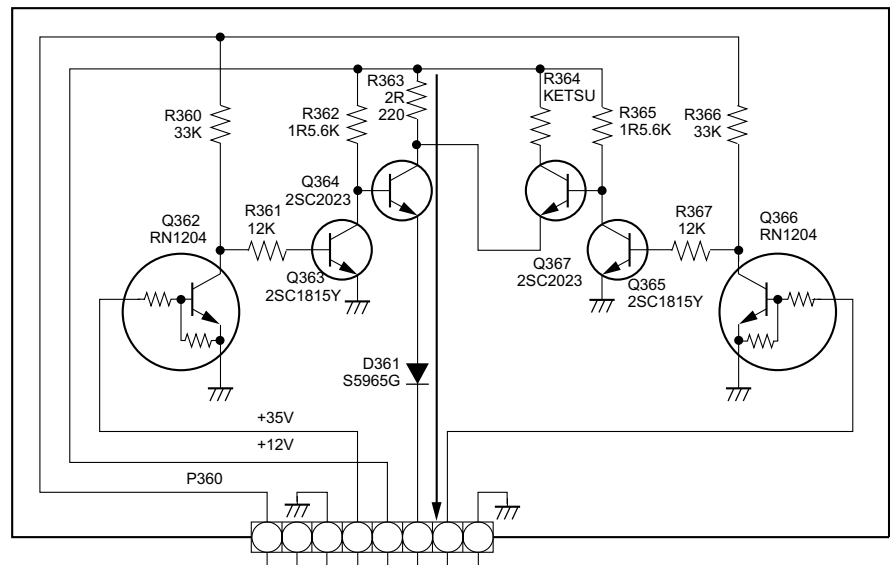 R360
33K
R362
1R5.6K
R363
2R
220
R364
KETSU
R365
1R5.6K
R366
33K
Q364
2SC2023
Q362
RN1204
R361
12K
Q363
2SC1815Y
Q367
2SC2023
Q365
2SC1815Y
R367
12K
Q366
RN1204
D361
S5965G
+35V
+12V
P360